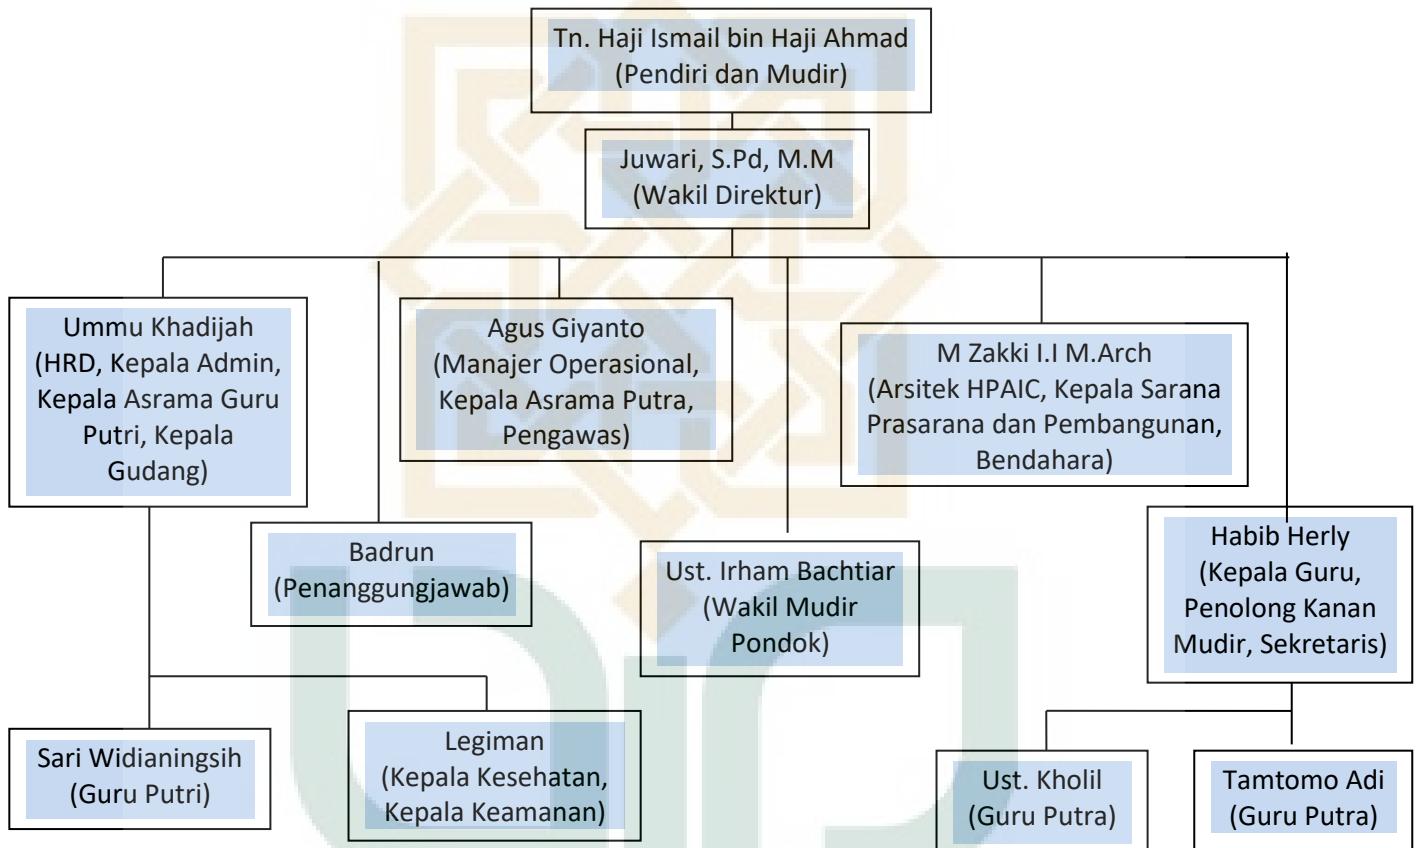 Tn. Haji Ismail bin Haji Ahmad
(Pendiri dan Mudir)
Juwari, S.Pd, M.M
(Wakil Direktur)
Ummu Khadijah
(HRD, Kepala Admin,
Kepala Asrama Guru
Putri, Kepala
Gudang)
Agus Giyanto
(Manajer Operasional,
Kepala Asrama Putra,
Pengawas)
M Zakki I.I M.Arch
(Arsitek HPAIC, Kepala Sarana
Prasarana dan Pembangunan,
Bendahara)
Badrun
(Penanggungjawab)
Ust. Irham Bachtiar
(Wakil Mudir
Pondok)
Habib Herly
(Kepala Guru,
Penolong Kanan
Mudir, Sekretaris)
Sari Widianingsih
(Guru Putri)
Legiman
(Kepala Kesehatan,
Kepala Keamanan)
Ust. Kholil
(Guru Putra)
Tamtomo Adi
(Guru Putra)